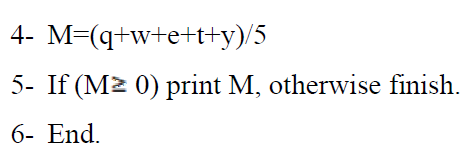 4- M=(q+w+e+t+y)/5
5- If (M≥ 0) print M, otherwise finish.
6- End.